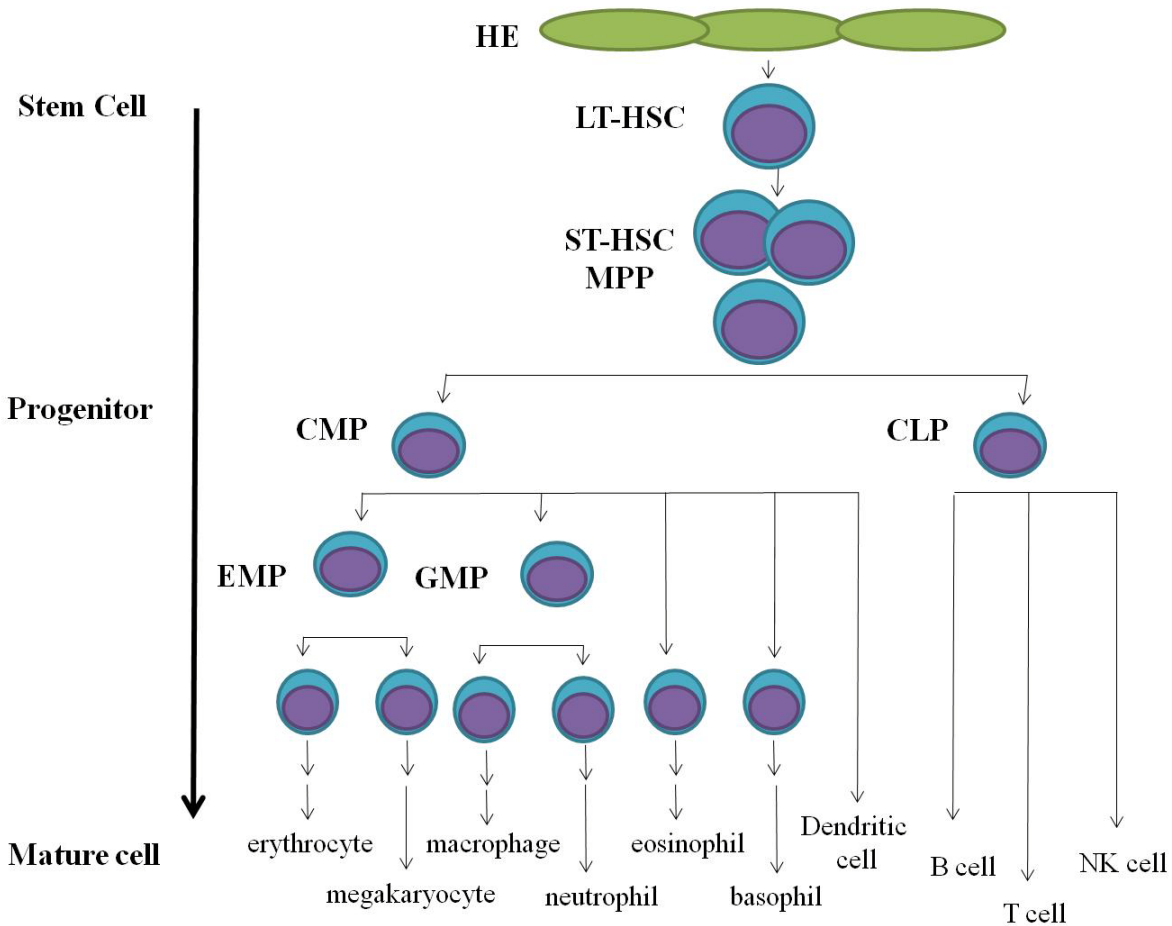 HE
Stem Cell
LT-HSC
ST-HSC
MPP
Progenitor
CMP
CLP
EMP
GMP
Mature cell
erythrocyte
megakaryocyte
macrophage
neutrophil
eosinophil
basophil
Dendritic
cell
B cell
T cell
NK cell